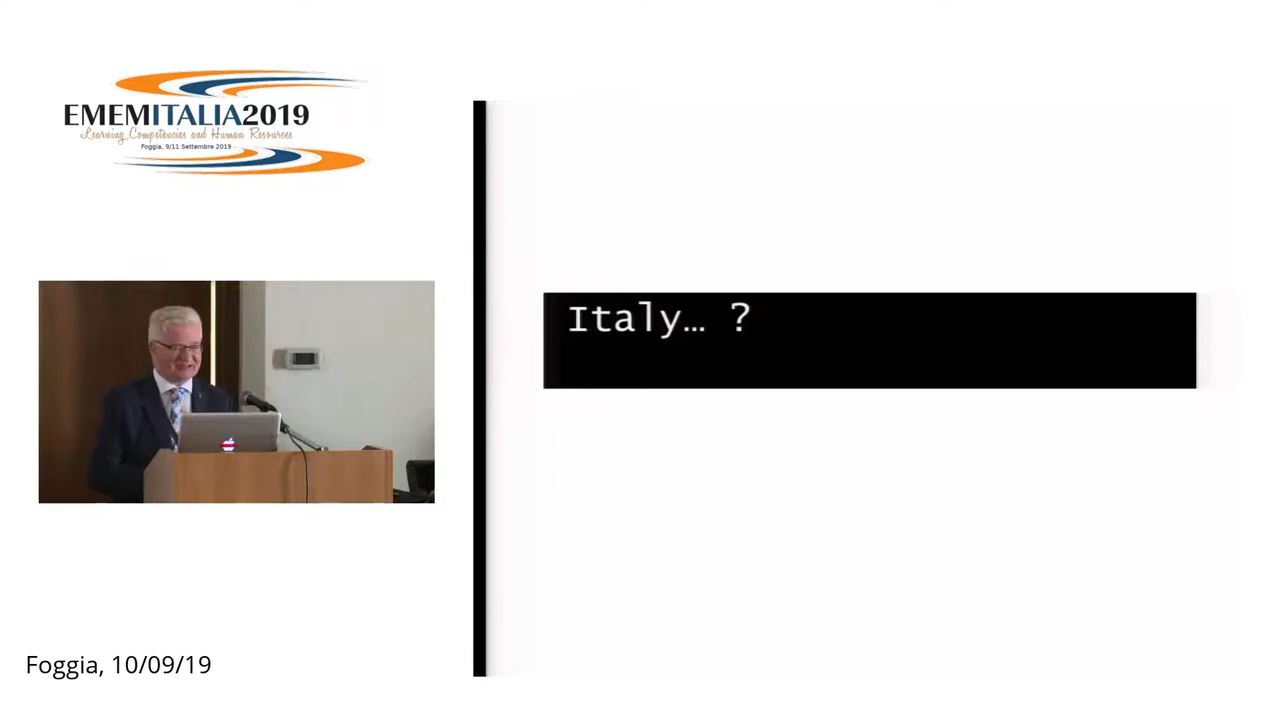 EMEMITALIA2019
Learning Competencies and Human Resources
Foggia, 9/11 Settembre 2019
Italy… ?
Foggia, 10/09/19